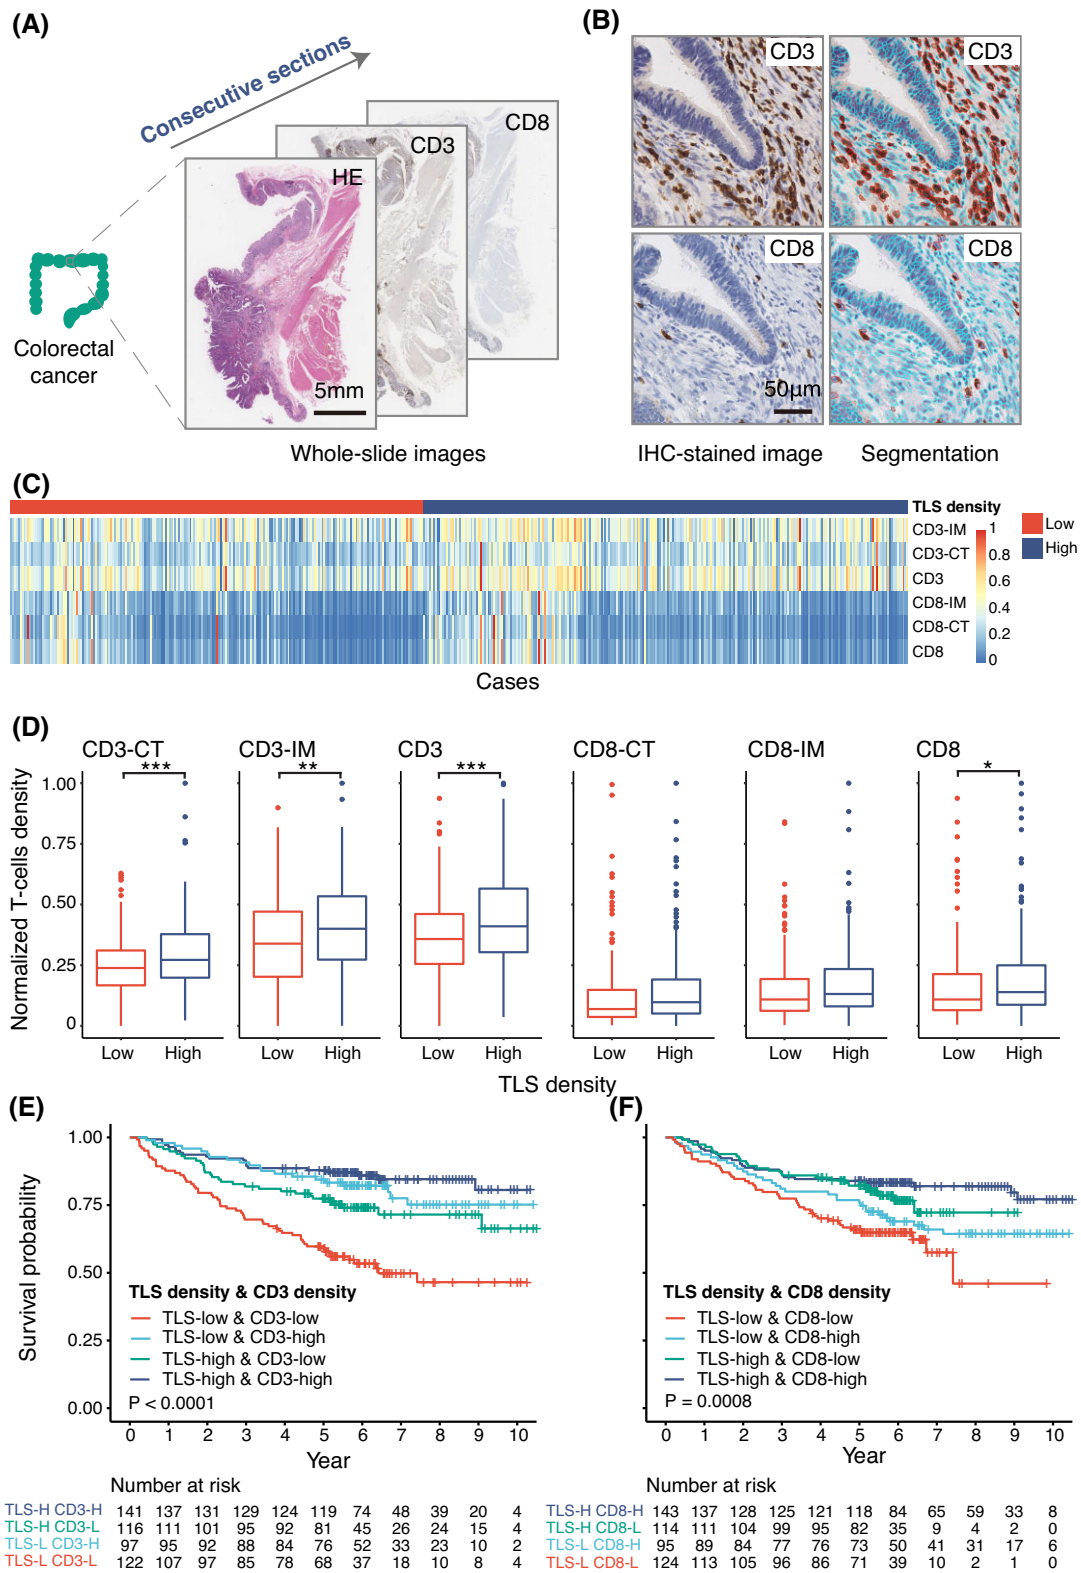 (A)
Consecutive sections
CD8
CD3
HE
5mm
Colorectal
cancer
Whole-slide images
(B)
CD3
CD3
CD8
CD8
50μm
IHC-stained image
Segmentation
(C)
TLS density
CD3-IM
CD3-CT
CD3
CD8-IM
CD8-CT
CD8
1
0.8
0.6
0.4
0.2
0
Low
High
Cases
(D)
CD3-CT
CD3-IM
CD3
CD8-CT
CD8-IM
CD8
***
**
***
*
Normalized T-cells density
1.00
0.75
0.50
0.25
0
Low High
Low High
Low High
Low High
Low High
Low High
TLS density
(E)
Survival probability
1.00
0.75
0.50
0.25
0.00
TLS density & CD3 density
TLS-low & CD3-low
TLS-low & CD3-high
TLS-high & CD3-low
TLS-high & CD3-high
P < 0.0001
0 1 2 3 4 5 6 7 8 9 10
Year
Number at risk
TLS-H CD3-H 141 137 131 129 124 119 74 48 39 20 4
TLS-H CD3-L 116 111 101 95 92 81 45 26 24 15 4
TLS-L CD3-H 97 95 92 88 84 76 52 33 23 10 2
TLS-L CD3-L 122 107 97 85 78 68 37 18 10 8 4
(F)
TLS density & CD8 density
TLS-low & CD8-low
TLS-low & CD8-high
TLS-high & CD8-low
TLS-high & CD8-high
P = 0.0008
0 1 2 3 4 5 6 7 8 9 10
Year
Number at risk
TLS-H CD8-H 143 137 128 125 121 118 84 65 59 33 8
TLS-H CD8-L 114 111 104 99 95 82 35 9 4 2 0
TLS-L CD8-H 95 89 84 77 76 73 50 41 31 17 6
TLS-L CD8-L 124 113 105 96 86 71 39 10 2 1 0